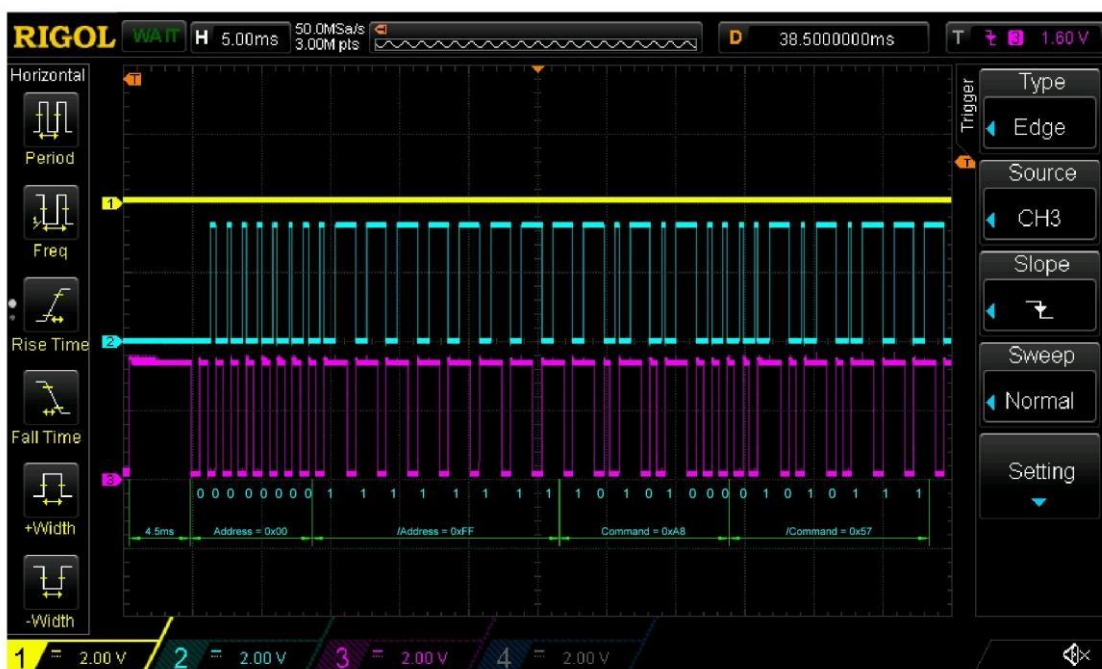 RIGOL WAIT H 5.00ms 50.0MSa/s 3.00M pts D 38.5000000ms T 3 1.60 V
Horizontal
Period
Freq
Rise Time
Fall Time
+Width
-Width
T
T
1
2
3
0 0 0 0 0 0 0 0 1 1 1 1 1 1 1 1 1 0 1 0 1 0 0 0 0 1 0 1 0 1 1 1
4.5ms Address = 0x00 /Address = 0xFF Command = 0xA8 /Command = 0x57
Trigger
Type
Edge
Source
CH3
Slope
Sweep
Normal
Setting
1 2.00 V 2 2.00 V 3 2.00 V 4 2.00 V